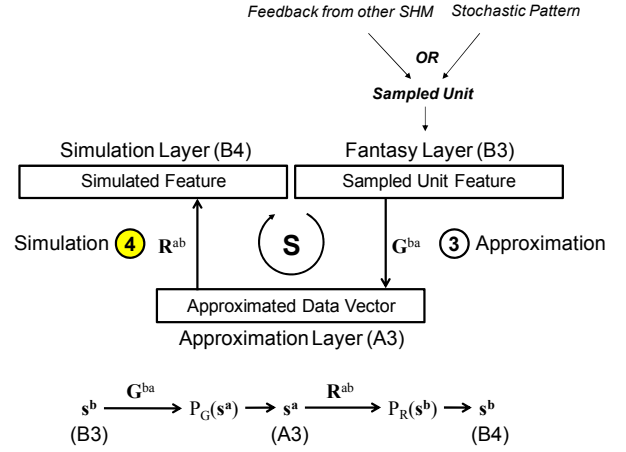 Feedback from other SHM Stochastic Pattern
OR
Sampled Unit
Simulation Layer (B4) Fantasy Layer (B3)
Simulated Feature Sampled Unit Feature
Simulation 4 R^ab S G^ba 3 Approximation
Approximated Data Vector
Approximation Layer (A3)
G^ba R^ab
s^b P_G(s^a) s^a P_R(s^b) s^b
(B3) (A3) (B4)